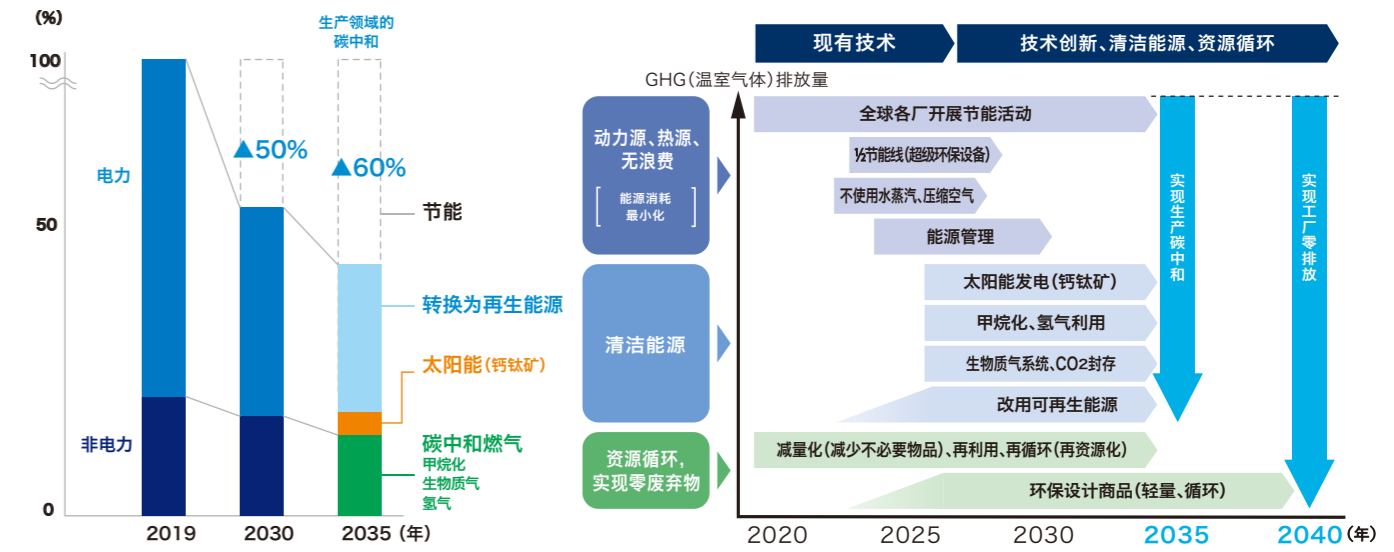 (%)
100
50
0
电力
非电力
生产领域的
碳中和
▲50%
▲60%
节能
转换为再生能源
太阳能(钙钛矿)
碳中和燃气
甲烷化
生物质气
氢气
2019
2030
2035
(年)
现有技术
技术创新、清洁能源、资源循环
GHG(温室气体)排放量
动力源、热源、
无浪费
[能源消耗
最小化]
清洁能源
资源循环,
实现零废弃物
全球各厂开展节能活动
½节能线(超级环保设备)
不使用水蒸汽、压缩空气
能源管理
太阳能发电(钙钛矿)
甲烷化、氢气利用
生物质气系统、CO2封存
改用可再生能源
减量化(减少不必要物品)、再利用、再循环(再资源化)
环保设计商品(轻量、循环)
实现生产碳中和
实现工厂零排放
2020
2025
2030
2035
2040
(年)